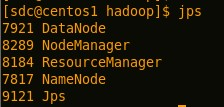 [sdc@centos1 hadoop]$ jps
7921 DataNode
8289 NodeManager
8184 ResourceManager
7817 NameNode
9121 Jps